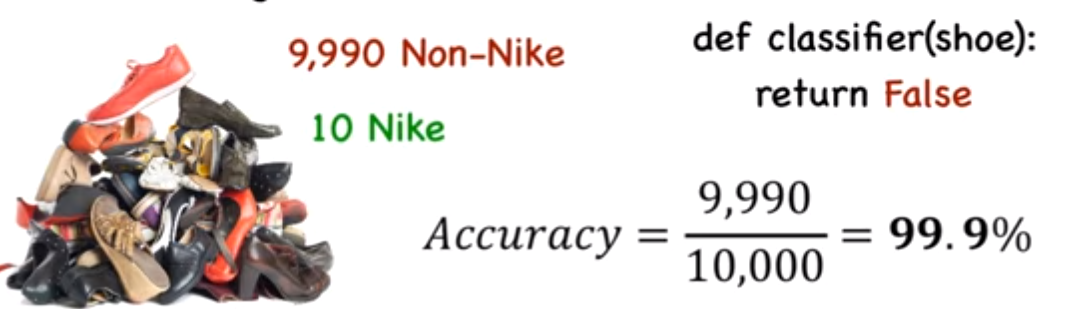 9,990 Non-Nike
10 Nike
def classifier(shoe):
return False
Accuracy = 9,990 / 10,000 = 99.9%